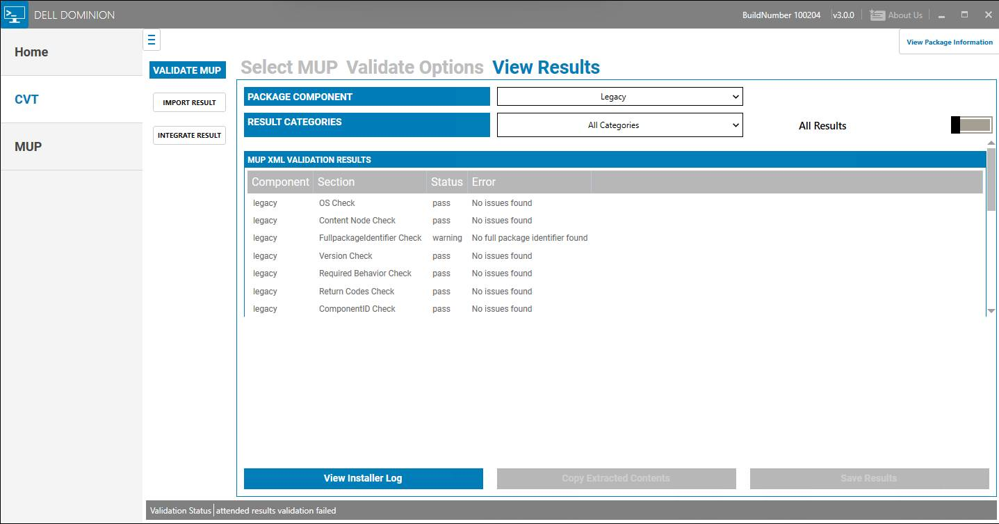 DELL DOMINION
BuildNumber 100204 v3.0.0 About Us
Home
CVT
MUP
View Package Information
VALIDATE MUP
IMPORT RESULT
INTEGRATE RESULT
Select MUP Validate Options View Results
PACKAGE COMPONENT Legacy
RESULT CATEGORIES All Categories All Results
MUP XML VALIDATION RESULTS
Component Section Status Error
legacy OS Check pass No issues found
legacy Content Node Check pass No issues found
legacy FullpackageIdentifier Check warning No full package identifier found
legacy Version Check pass No issues found
legacy Required Behavior Check pass No issues found
legacy Return Codes Check pass No issues found
legacy ComponentID Check pass No issues found
View Installer Log Copy Extracted Contents Save Results
Validation Status attended results validation failed